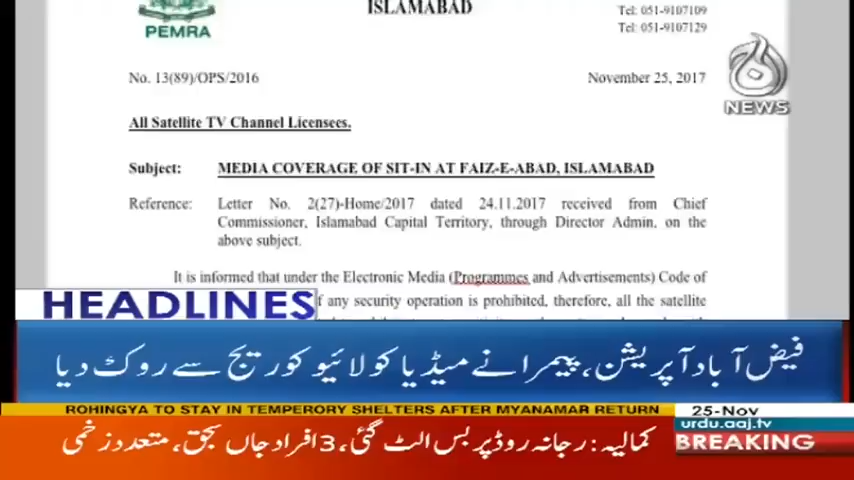 ISLAMABAD
Tel: 051-9107109
Tel: 051-9107129
PEMRA
No. 13(89)/OPS/2016
November 25, 2017
NEWS
All Satellite TV Channel Licensees.
Subject: MEDIA COVERAGE OF SIT-IN AT FAIZ-E-ABAD, ISLAMABAD
Reference: Letter No. 2(27)-Home/2017 dated 24.11.2017 received from Chief
Commissioner, Islamabad Capital Territory, through Director Admin, on the
above subject.
It is informed that under the Electronic Media (Programmes and Advertisements) Code of
f any security operation is prohibited, therefore, all the satellite
HEADLINES
فیض آباد آپریشن، پیمرا نے میڈیا کو لائیو کوریج سے روک دیا
ROHINGYA TO STAY IN TEMPERORY SHELTERS AFTER MYANAMAR RETURN
25-Nov
urdu.aaj.tv
BREAKING
کمالیہ: رجانہ روڈ پر بس الٹ گئی، 3 افراد جاں بحق، متعدد زخمی